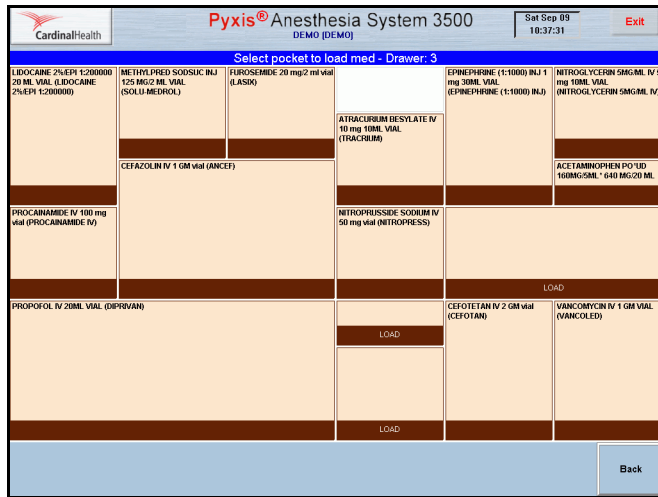 CardinalHealth
Pyxis® Anesthesia System 3500
DEMO [DEMO]
Sat Sep 09
10:37:31
Exit
Select pocket to load med - Drawer: 3
LIDOCAINE 2%/EPI 1:200000
20 ML VIAL (LIDOCAINE
2%/EPI 1:200000)
METHYLPRED SODSUC INJ
125 MG/2 ML VIAL
(SOLU-MEDROL)
FUROSEMIDE 20 mg/2 ml vial
(LASIX)
EPINEPHRINE (1:1000) INJ 1
mg 30ML VIAL
(EPINEPHRINE (1:1000) INJ)
NITROGLYCERIN 5MG/ML IV
mg 10ML VIAL
(NITROGLYCERIN 5MG/ML IV
ATRACURIUM BESYLATE IV
10 mg 10ML VIAL
(TRACRIUM)
CEFAZOLIN IV 1 GM vial (ANCEF)
ACETAMINOPHEN PO*UD
160MG/5ML* 640 MG/20 ML
PROCAINAMIDE IV 100 mg
vial (PROCAINAMIDE IV)
NITROPRUSSIDE SODIUM IV
50 mg vial (NITROPRESS)
LOAD
PROPOFOL IV 20ML VIAL (DIPRIVAN)
CEFOTETAN IV 2 GM vial
(CEFOTAN)
VANCOMYCIN IV 1 GM VIAL
(VANCOLED)
LOAD
LOAD
Back